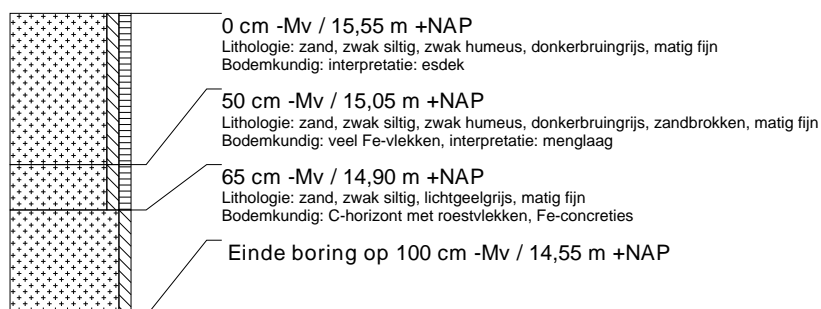 0 cm -Mv / 15,55 m +NAP
Lithologie: zand, zwak siltig, zwak humeus, donkerbruingrijs, matig fijn
Bodemkundig: interpretatie: esdek
50 cm -Mv / 15,05 m +NAP
Lithologie: zand, zwak siltig, zwak humeus, donkerbruingrijs, zandbrokken, matig fijn
Bodemkundig: veel Fe-vlekken, interpretatie: menglaag
65 cm -Mv / 14,90 m +NAP
Lithologie: zand, zwak siltig, lichtgeelgrijs, matig fijn
Bodemkundig: C-horizont met roestvlekken, Fe-concreties
Einde boring op 100 cm -Mv / 14,55 m +NAP